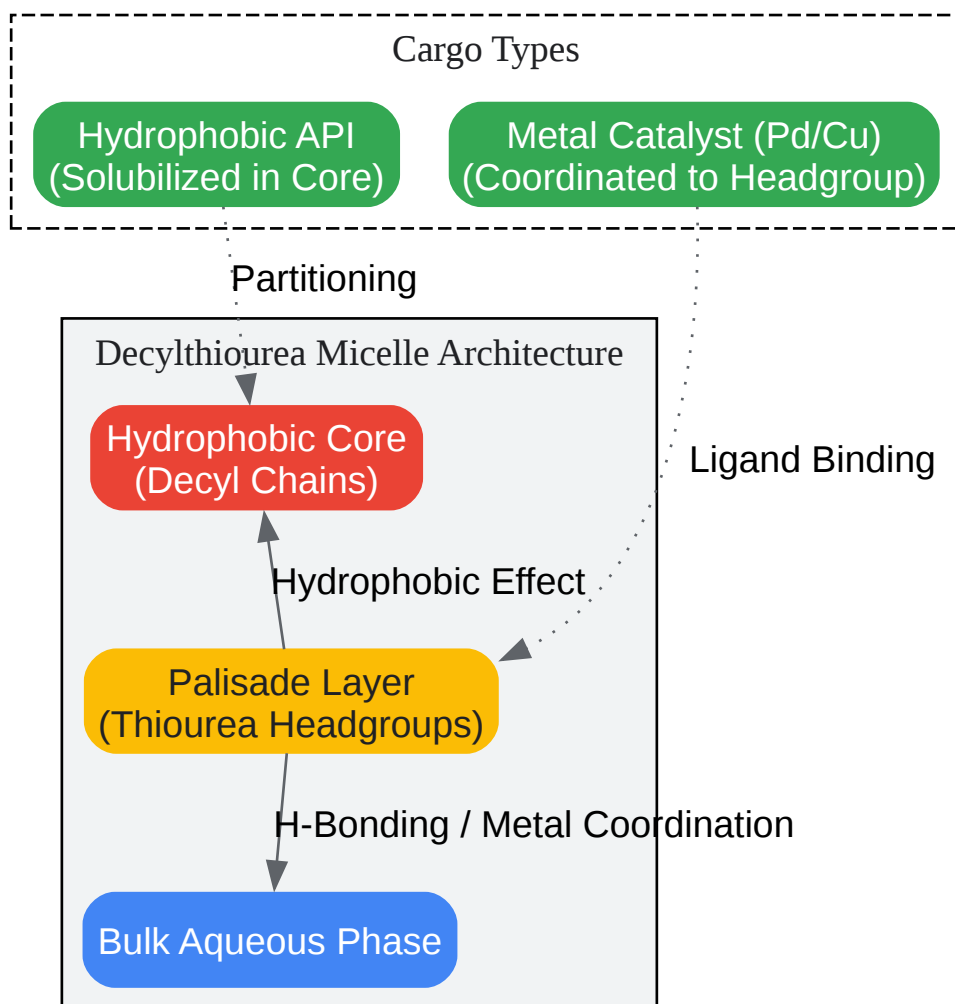 Cargo Types
Hydrophobic API
(Solubilized in Core)
Metal Catalyst (Pd/Cu)
(Coordinated to Headgroup)
Partitioning
Decylthiourea Micelle Architecture
Hydrophobic Core
(Decyl Chains)
Ligand Binding
Hydrophobic Effect
Palisade Layer
(Thiourea Headgroups)
H-Bonding / Metal Coordination
Bulk Aqueous Phase